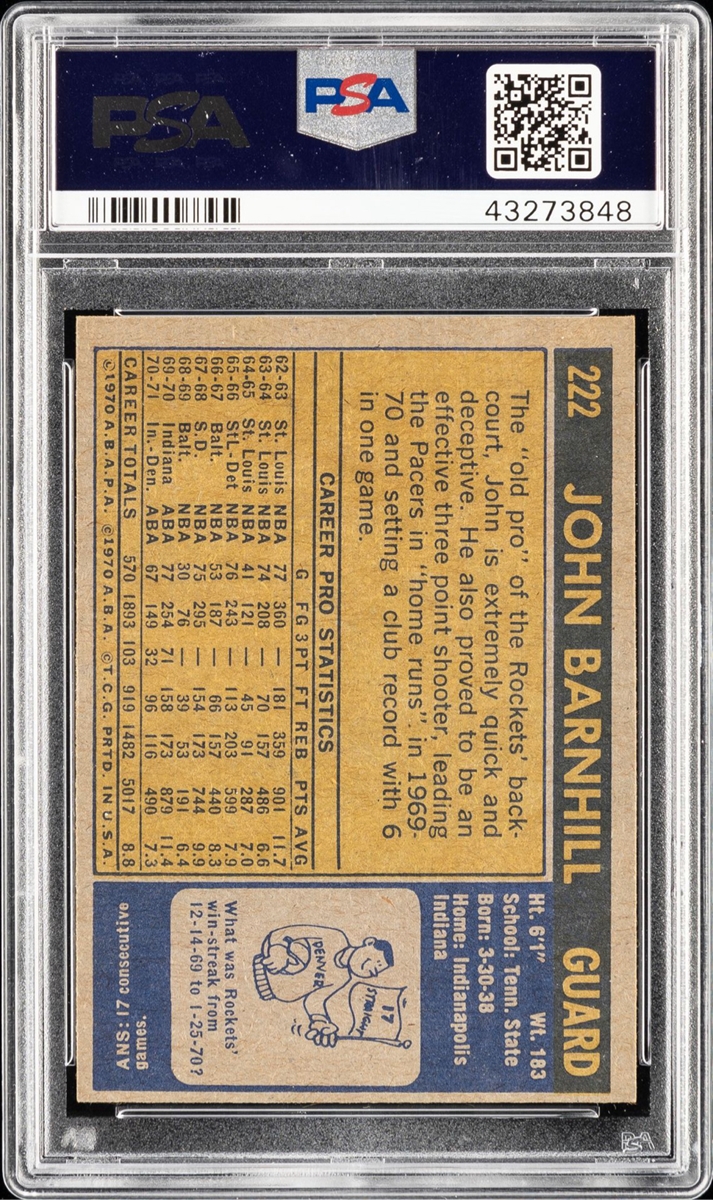 PSA
PSA
43273848
222 JOHN BARNHILL GUARD
The "old pro" of the Rockets' back-
court, John is extremely quick and
deceptive. He also proved to be an
effective three point shooter, leading
the Pacers in "home runs" in 1969-
70 and setting a club record with 6
in one game.
CAREER PRO STATISTICS
G FG 3PT FT REB PTS AVG
62-63 St. Louis NBA 77 360 — 181 359 901 11.7
63-64 St. Louis NBA 74 208 — 70 157 486 6.6
64-65 St. Louis NBA 41 121 — 45 91 287 7.0
65-66 StL-Det NBA 76 243 — 113 203 599 7.9
66-67 Balt. NBA 53 187 — 66 157 440 8.3
67-68 S.D. NBA 75 295 — 154 173 744 9.9
68-69 Balt. NBA 30 76 — 39 53 191 6.4
69-70 Indiana ABA 77 254 71 158 173 879 11.4
70-71 In.-Den. ABA 67 149 32 96 116 490 7.3
CAREER TOTALS 570 1893 103 919 1482 5017 8.8
©1970 A.B.A.P.A. ©1970 A.B.A. ©T.C.G. PRTD. IN U.S.A.
Ht. 6'1" Wt. 183
School: Tenn. State
Born: 3-30-38
Home: Indianapolis
Indiana
17
STRAIGHT
DENVER
What was Rockets'
win-streak from
12-14-69 to 1-25-70?
ANS: 17 consecutive
games.